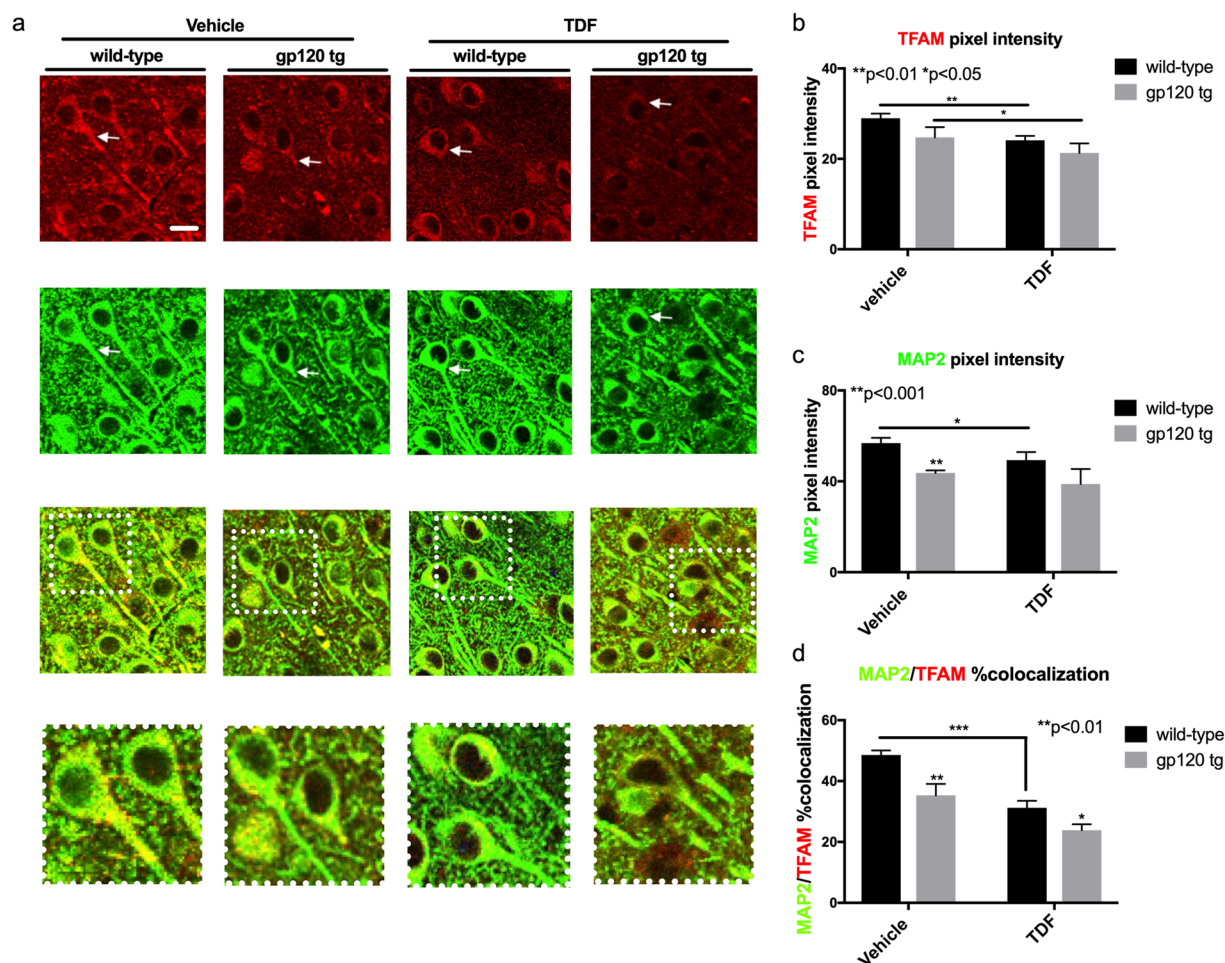 a
Vehicle
TDF
wild-type
gp120 tg
wild-type
gp120 tg
b
TFAM pixel intensity
**p<0.01 *p<0.05
wild-type
gp120 tg
**
*
TFAM pixel intensity
40
20
0
vehicle
TDF
c
MAP2 pixel intensity
**p<0.001
wild-type
gp120 tg
*
**
MAP2 pixel intensity
80
40
0
Vehicle
TDF
d
MAP2/TFAM %colocalization
**p<0.01
wild-type
gp120 tg
***
**
*
MAP2/TFAM %colocalization
60
40
20
0
Vehicle
TDF